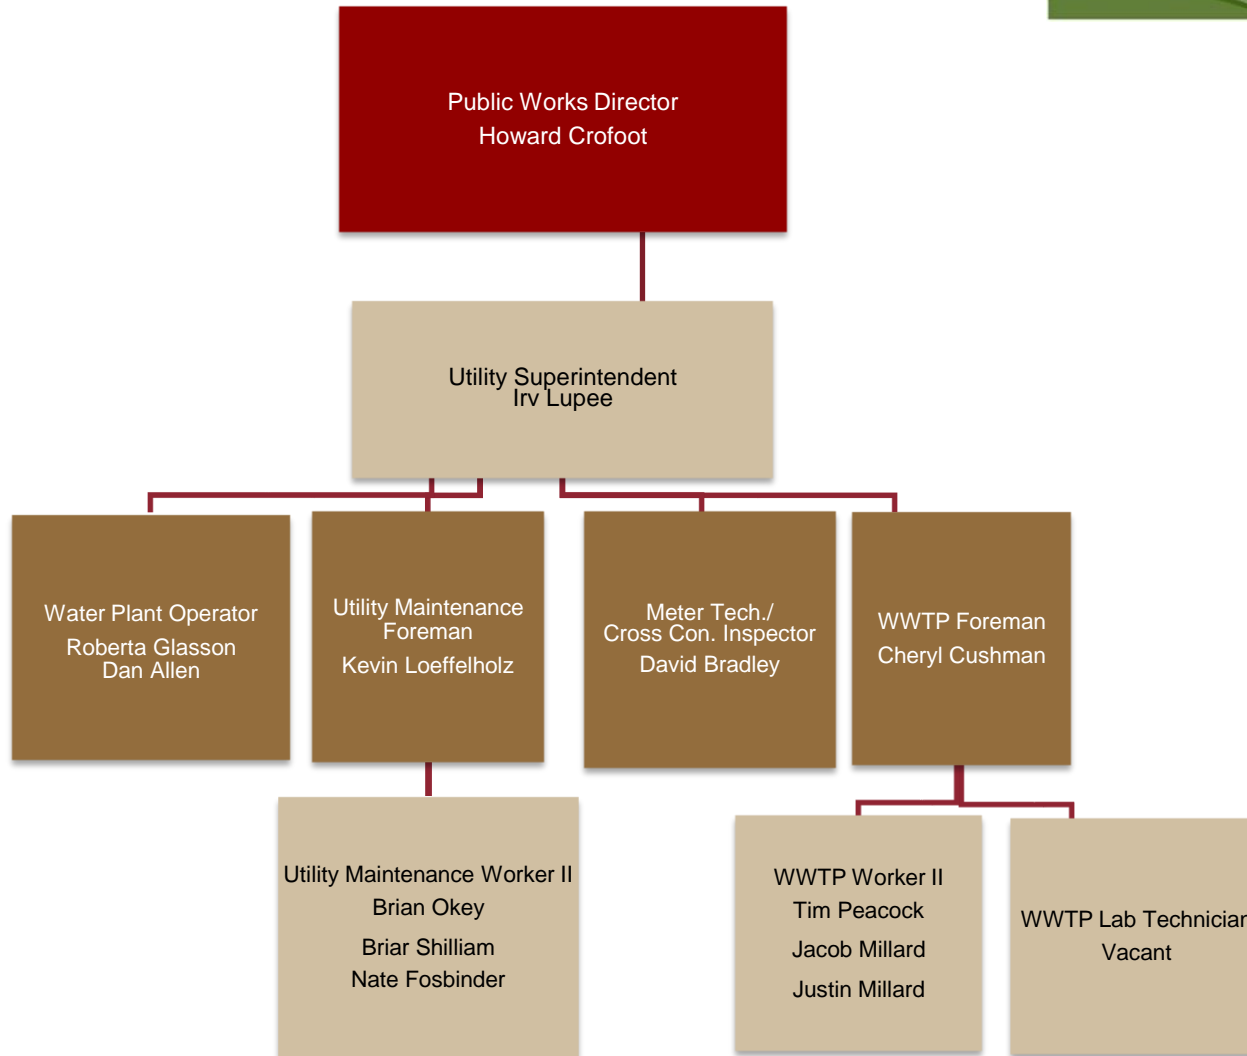 Public Works Director
Howard Crofoot
Utility Superintendent
Irv Lupee
Water Plant Operator
Roberta Glasson
Dan Allen
Utility Maintenance
Foreman
Kevin Loeffelholz
Meter Tech./
Cross Con. Inspector
David Bradley
WWTP Foreman
Cheryl Cushman
Utility Maintenance Worker II
Brian Okey
Briar Shilliam
Nate Fosbinder
WWTP Worker II
Tim Peacock
Jacob Millard
Justin Millard
WWTP Lab Technician
Vacant